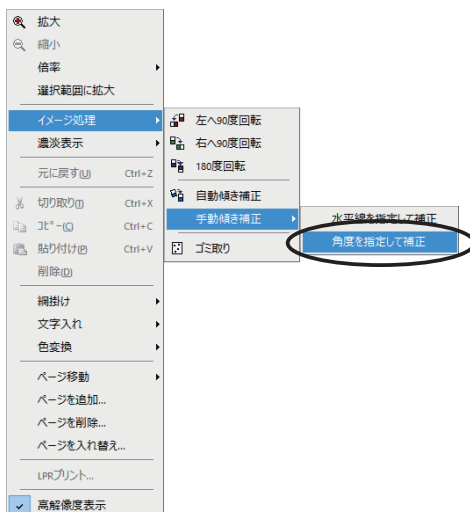 拡大
縮小
倍率
選択範囲に拡大
イメージ処理
濃淡表示
元に戻す(U) Ctrl+Z
切り取り(T) Ctrl+X
ｺﾋﾟｰ(C) Ctrl+C
貼り付け(P) Ctrl+V
削除(D)
網掛け
文字入れ
色変換
ページ移動
ページを追加...
ページを削除...
ページを入れ替え...
LPRプリント...
高解像度表示
左へ90度回転
右へ90度回転
180度回転
自動傾き補正
手動傾き補正
ゴミ取り
水平線を指定して補正
角度を指定して補正